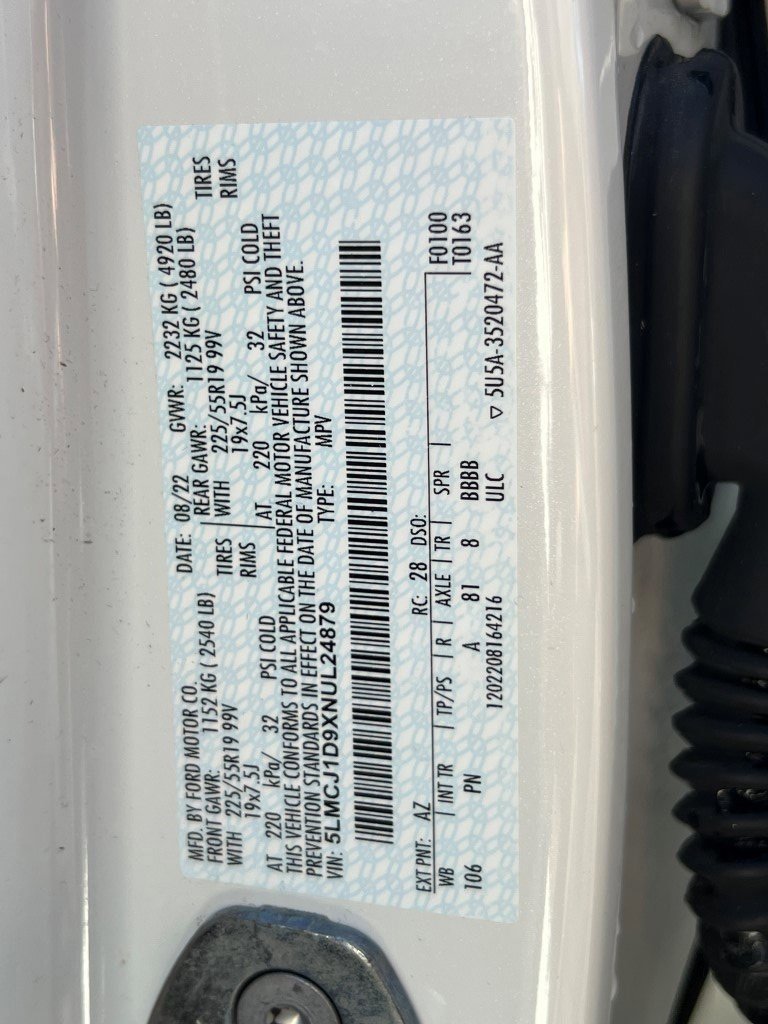 MFD. BY FORD MOTOR CO.
DATE: 08/22 GVWR: 2232 KG ( 4920 LB)
FRONT GAWR: 1152 KG ( 2540 LB) REAR GAWR: 1125 KG ( 2480 LB)
WITH 225/55R19 99V TIRES WITH 225/55R19 99V TIRES
19x7.5J RIMS 19x7.5J RIMS
AT 220 kPa/ 32 PSI COLD AT 220 kPa/ 32 PSI COLD
THIS VEHICLE CONFORMS TO ALL APPLICABLE FEDERAL MOTOR VEHICLE SAFETY AND THEFT
PREVENTION STANDARDS IN EFFECT ON THE DATE OF MANUFACTURE SHOWN ABOVE.
VIN: 5LMCJ1D9XNUL24879 TYPE: MPV
EXT PNT: AZ RC: 28 DSO: F0100
WB INT TR TP/PS R AXLE TR SPR T0163
106 PN A 81 8 BBBB
1202208164216 ULC ▽ 5U5A-3520472-AA